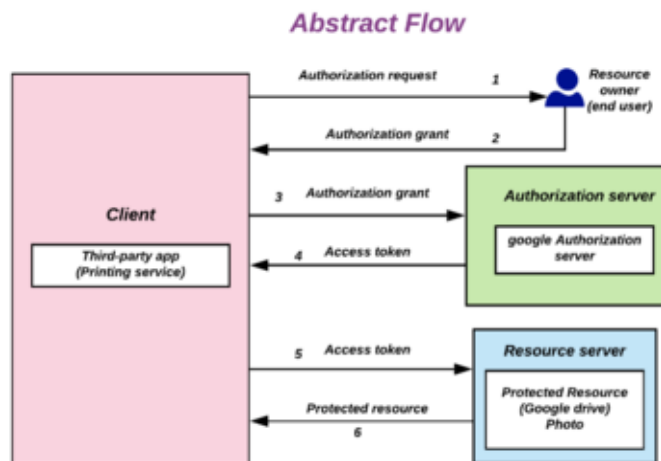 Abstract Flow
Authorization request 1
Resource
owner
(end user)
Authorization grant 2
3 Authorization grant
Authorization server
google Authorization
server
Client
Third-party app
(Printing service)
4 Access token
5 Access token
Resource server
Protected Resource
(Google drive)
Photo
Protected resource
6